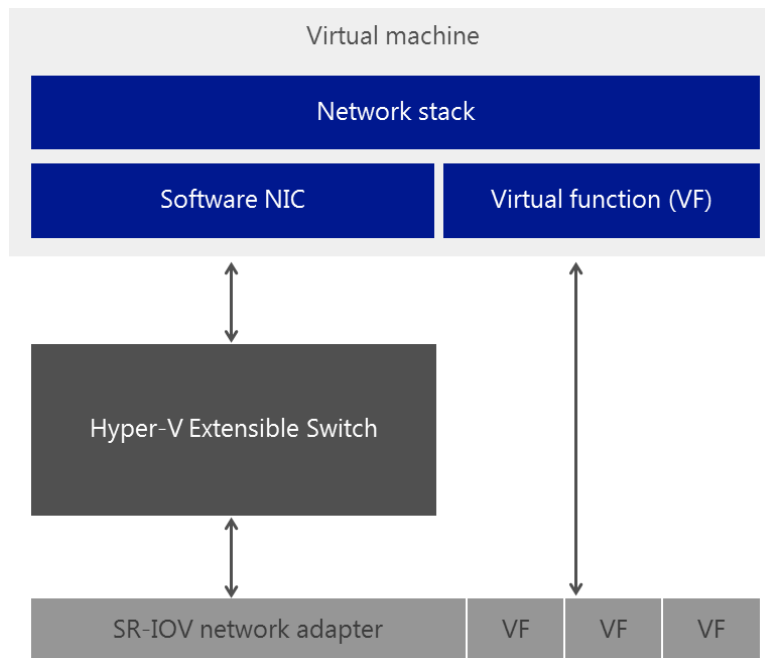 Virtual machine
Network stack
Software NIC
Virtual function (VF)
Hyper-V Extensible Switch
SR-IOV network adapter
VF
VF
VF